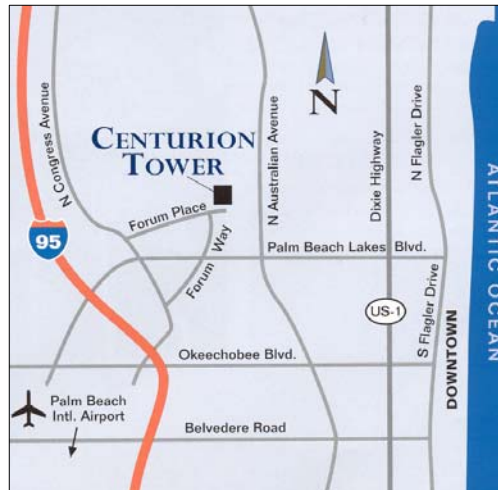 N Congress Avenue
CENTURION
TOWER
N
N Australian Avenue
Dixie Highway
N Flagler Drive
ATLANTIC OCEAN
Forum Place
Forum Way
95
Palm Beach Lakes Blvd.
US-1
S Flagler Drive
DOWNTOWN
Okeechobee Blvd.
Palm Beach
Intl. Airport
Belvedere Road